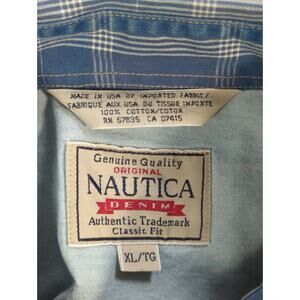 MADE IN USA OF IMPORTED FABRIC/
FABRIQUÉ AUX USA DU TISSUE IMPORTE
100% COTTON/COTON
RN 67835 CA 07415
Genuine Quality
ORIGINAL
NAUTICA
DENIM
Authentic Trademark
Classic Fit
XL/TG